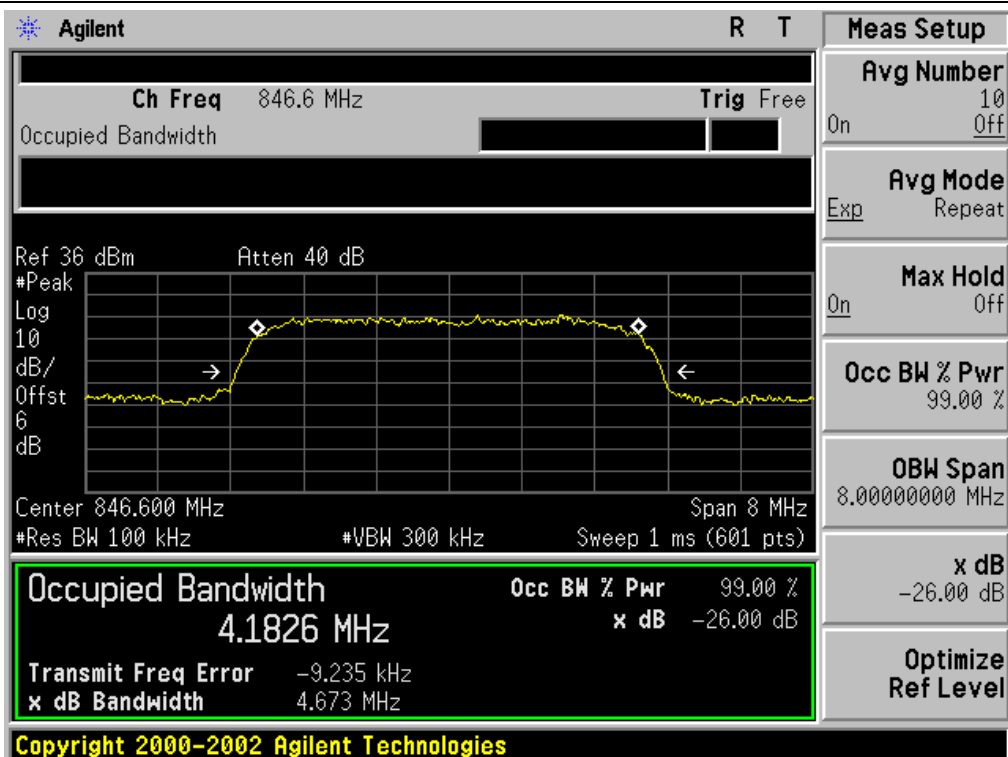 Agilent R T
Ch Freq 846.6 MHz Trig Free
Occupied Bandwidth
Ref 36 dBm Atten 40 dB
#Peak
Log
10
dB/
Offst
6
dB
Center 846.600 MHz Span 8 MHz
#Res BW 100 kHz #VBW 300 kHz Sweep 1 ms (601 pts)
Occupied Bandwidth Occ BW % Pwr 99.00 %
4.1826 MHz x dB -26.00 dB
Transmit Freq Error -9.235 kHz
x dB Bandwidth 4.673 MHz
Copyright 2000-2002 Agilent Technologies
Meas Setup
Avg Number
10
On Off
Avg Mode
Exp Repeat
Max Hold
On Off
Occ BW % Pwr
99.00 %
OBW Span
8.00000000 MHz
x dB
-26.00 dB
Optimize
Ref Level